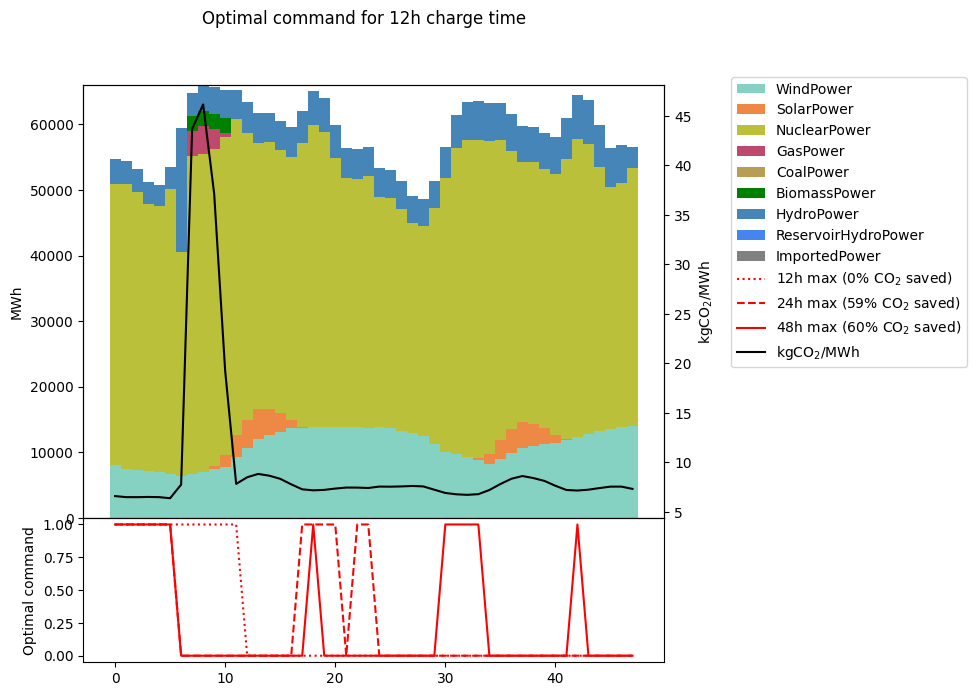 Optimal command for 12h charge time
60000
50000
40000
30000
20000
10000
0
MWh
45
40
35
30
25
20
15
10
5
kgCO₂/MWh
WindPower
SolarPower
NuclearPower
GasPower
CoalPower
BiomassPower
HydroPower
ReservoirHydroPower
ImportedPower
12h max (0% CO₂ saved)
24h max (59% CO₂ saved)
48h max (60% CO₂ saved)
kgCO₂/MWh
1.00
0.75
0.50
0.25
0.00
Optimal command
0 10 20 30 40